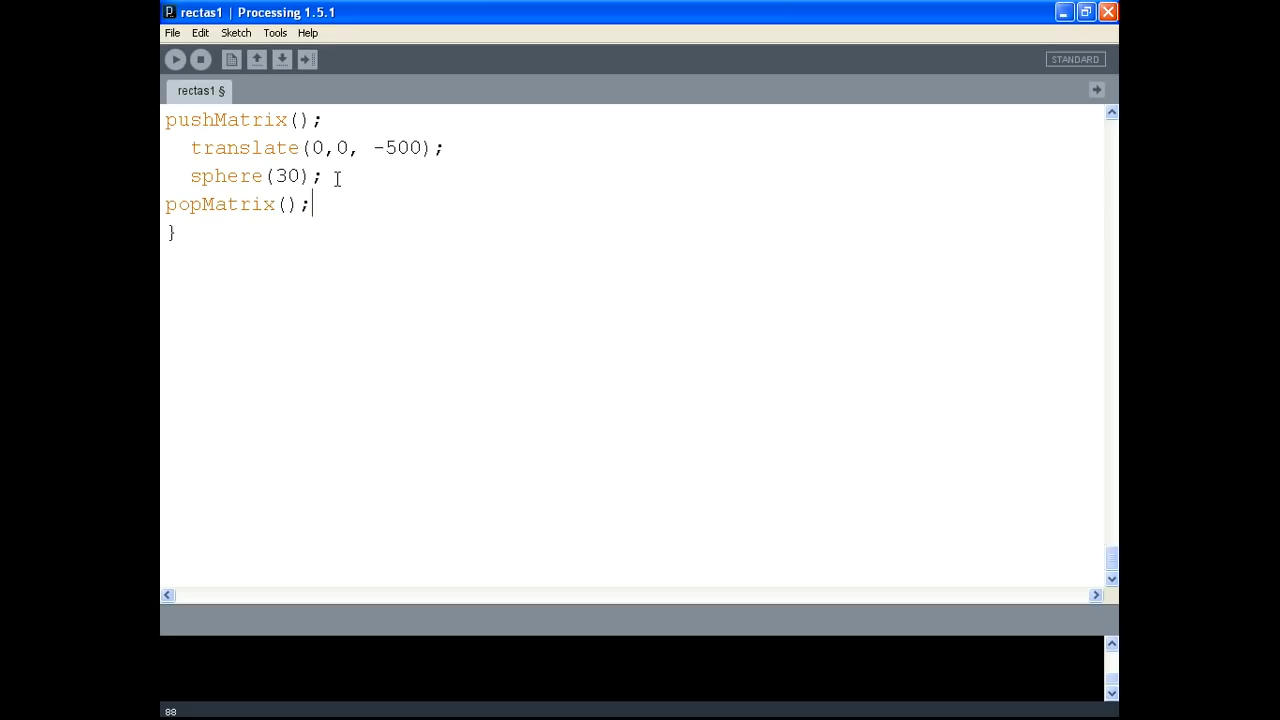 rectas1 | Processing 1.5.1
File Edit Sketch Tools Help
STANDARD
rectas1 §
pushMatrix();
translate(0,0, -500);
sphere(30);
popMatrix();
}
88